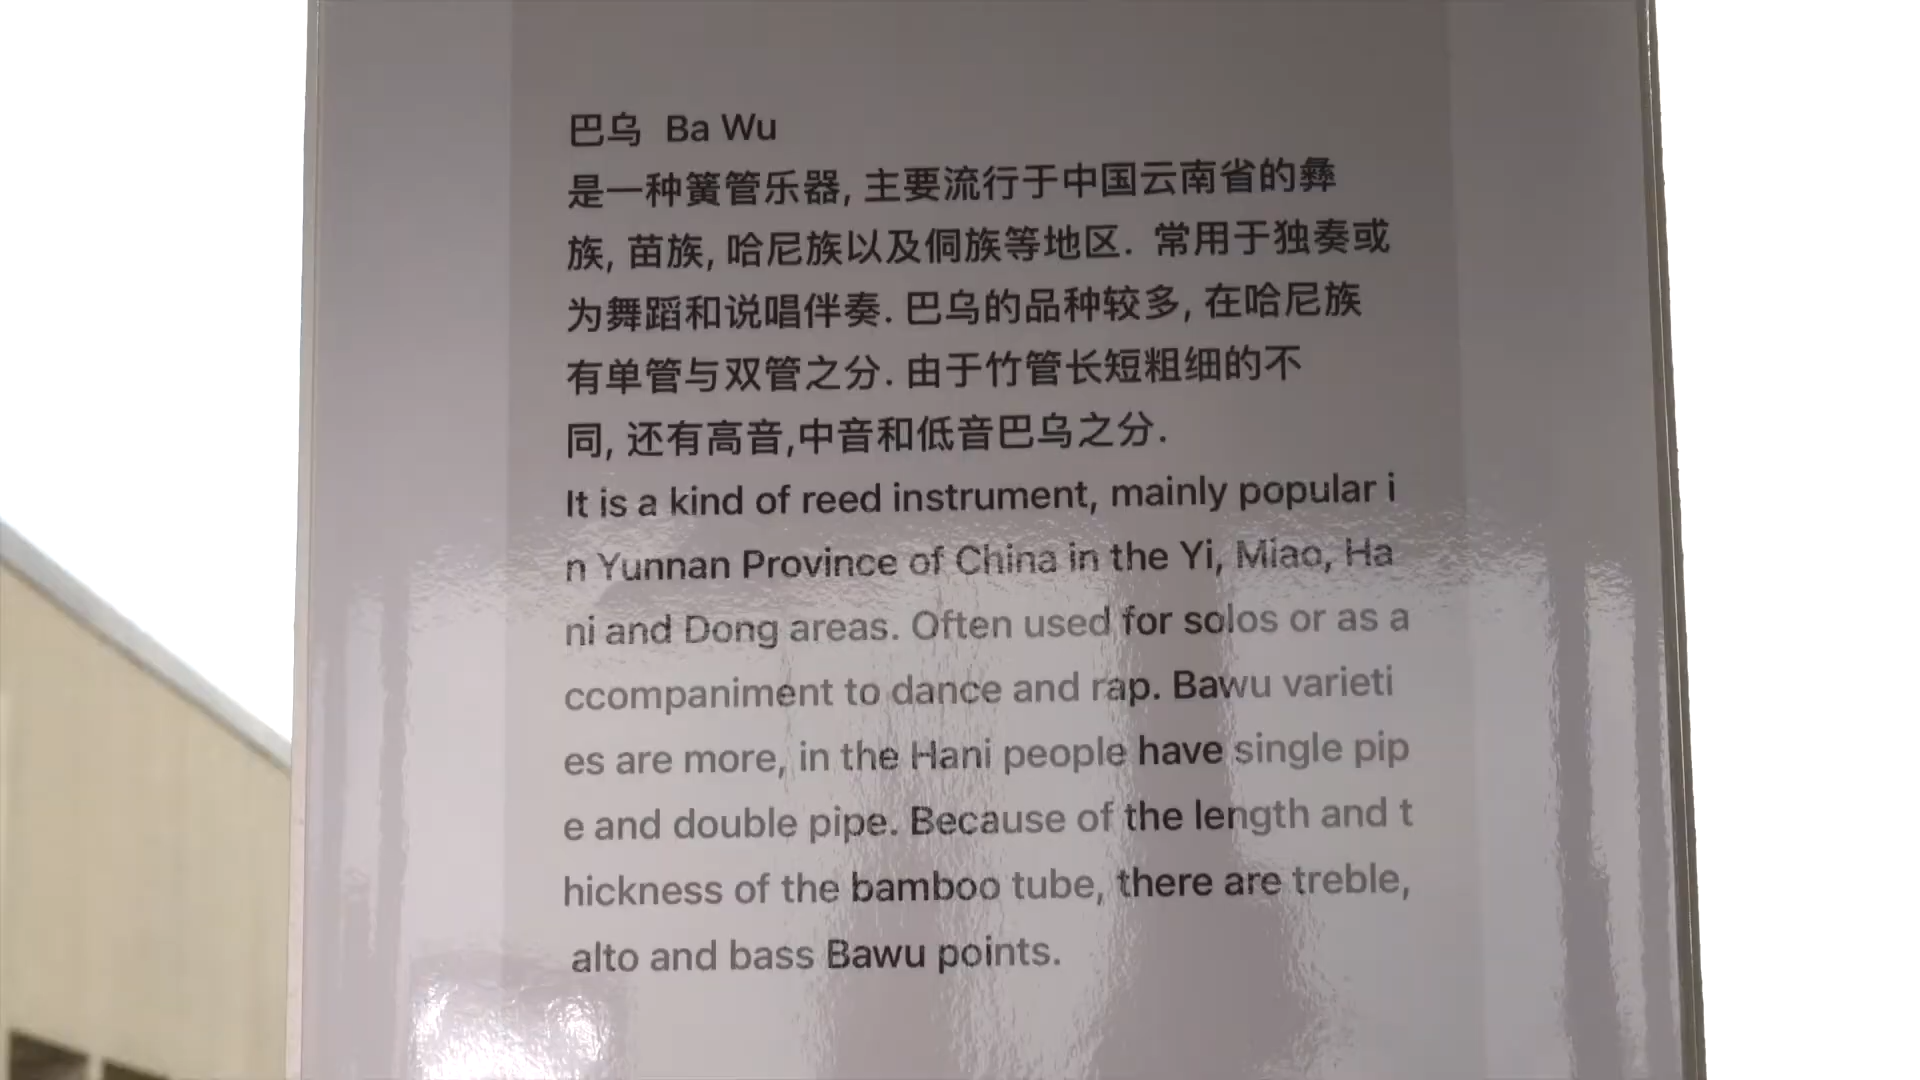 巴乌 Ba Wu
是一种簧管乐器, 主要流行于中国云南省的彝
族, 苗族, 哈尼族以及侗族等地区. 常用于独奏或
为舞蹈和说唱伴奏. 巴乌的品种较多, 在哈尼族
有单管与双管之分. 由于竹管长短粗细的不
同, 还有高音,中音和低音巴乌之分.
It is a kind of reed instrument, mainly popular i
n Yunnan Province of China in the Yi, Miao, Ha
ni and Dong areas. Often used for solos or as a
ccompaniment to dance and rap. Bawu varieti
es are more, in the Hani people have single pip
e and double pipe. Because of the length and t
hickness of the bamboo tube, there are treble,
alto and bass Bawu points.